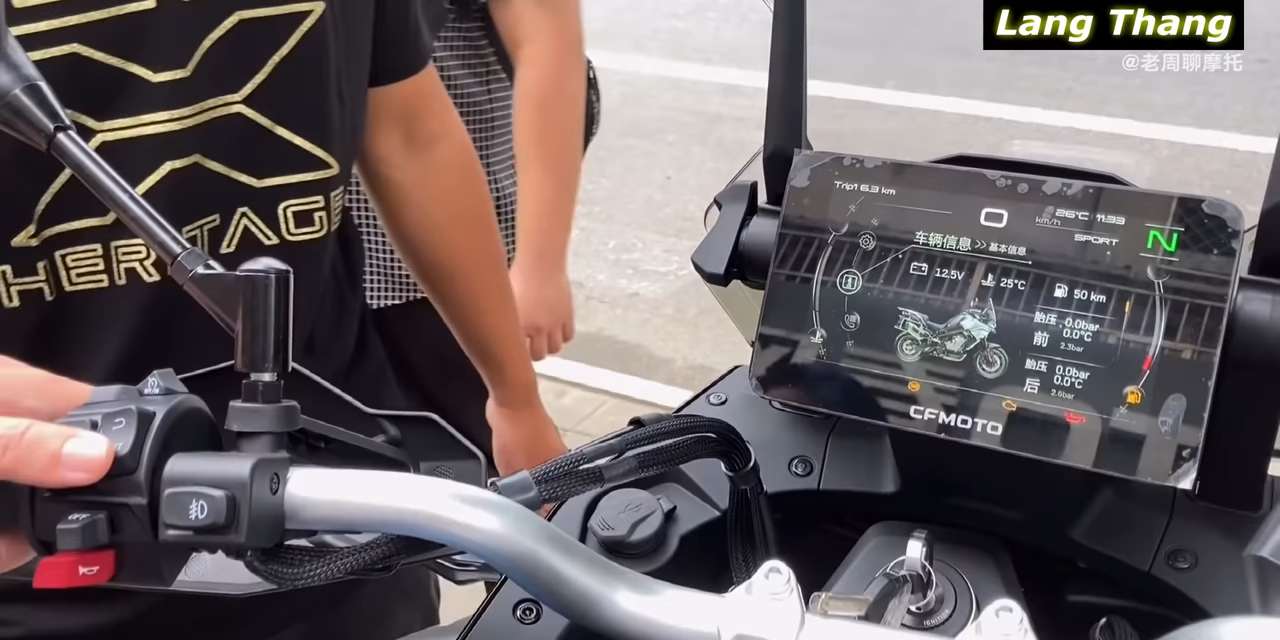 Lang Thang
@老周聊摩托
HERITAGE
Trip1 6.3 km
0
km/h
26°C 11:33
SPORT
N
车辆信息 >> 基本信息
12.5V
25°C
50 km
胎压 0.0bar
前 0.0°C
2.3bar
胎压 0.0bar
后 0.0°C
2.6bar
CFMOTO
OFF
IGNITION